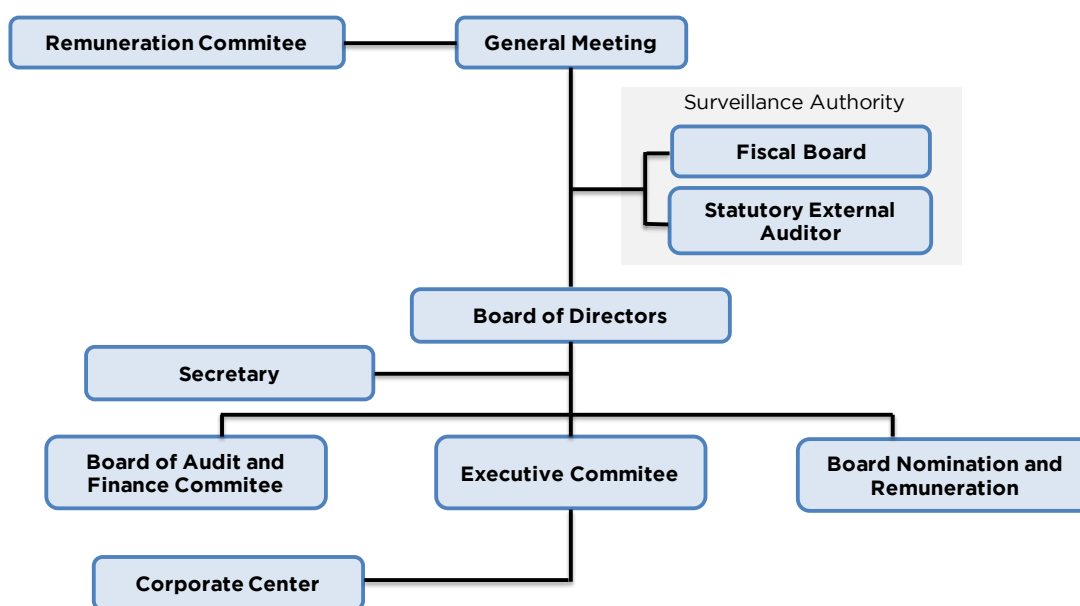 Remuneration Commitee
General Meeting
Surveillance Authority
Fiscal Board
Statutory External
Auditor
Board of Directors
Secretary
Board of Audit and
Finance Commitee
Executive Commitee
Board Nomination and
Remuneration
Corporate Center